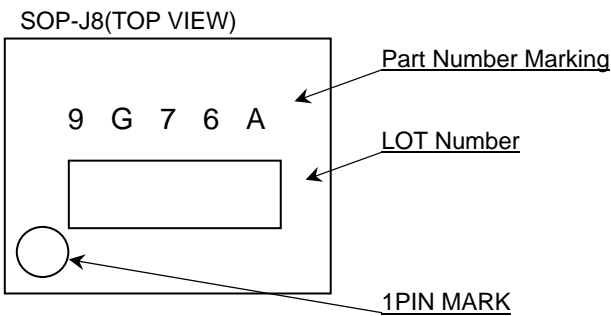 SOP-J8(TOP VIEW)
Part Number Marking
9 G 7 6 A
LOT Number
1PIN MARK